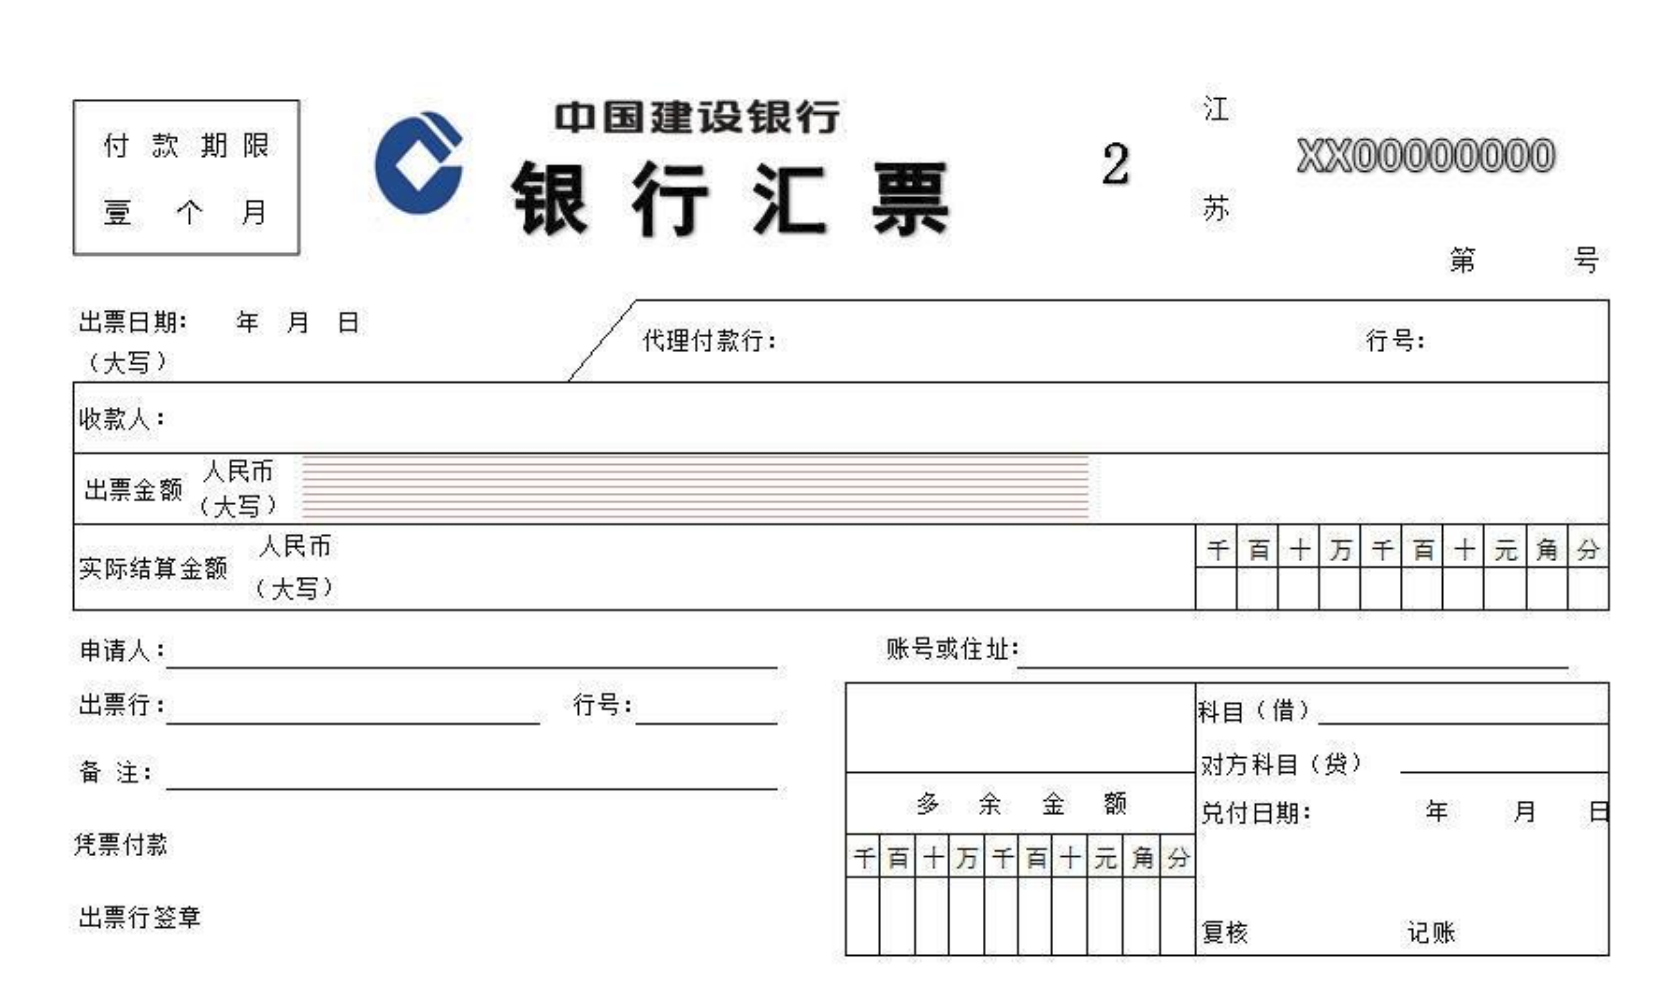 付 款 期 限
壹 个 月
中国建设银行
银 行 汇 票
2
江
苏
XX00000000
第 号
出票日期: 年 月 日
（大写）
代理付款行: 行号:
收款人:
出票金额 人民币
（大写）
实际结算金额 人民币
（大写）
千 百 十 万 千 百 十 元 角 分
申请人: 账号或住址:
出票行: 行号:
备 注:
凭票付款
出票行签章
多 余 金 额
千 百 十 万 千 百 十 元 角 分
科目（借）
对方科目（贷）
兑付日期: 年 月 日
复核 记账